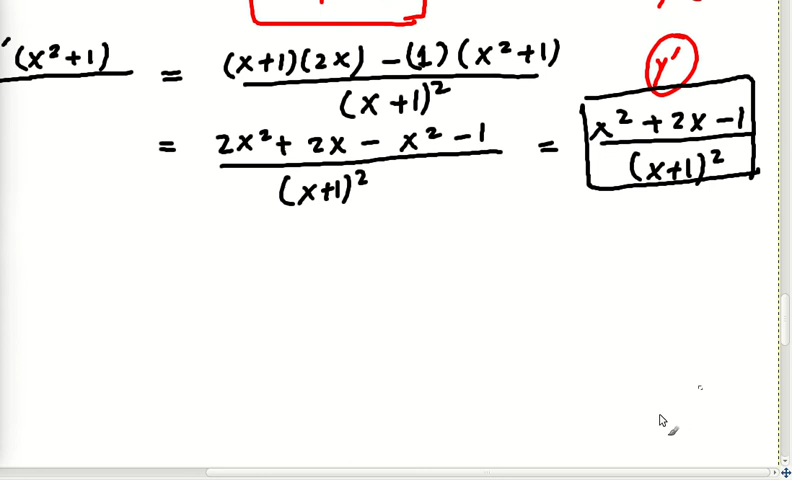 y'
'(x²+1) = (x+1)(2x) - (1)(x²+1)
(x+1)²
= 2x² + 2x - x² - 1 = x² + 2x - 1
(x+1)² (x+1)²